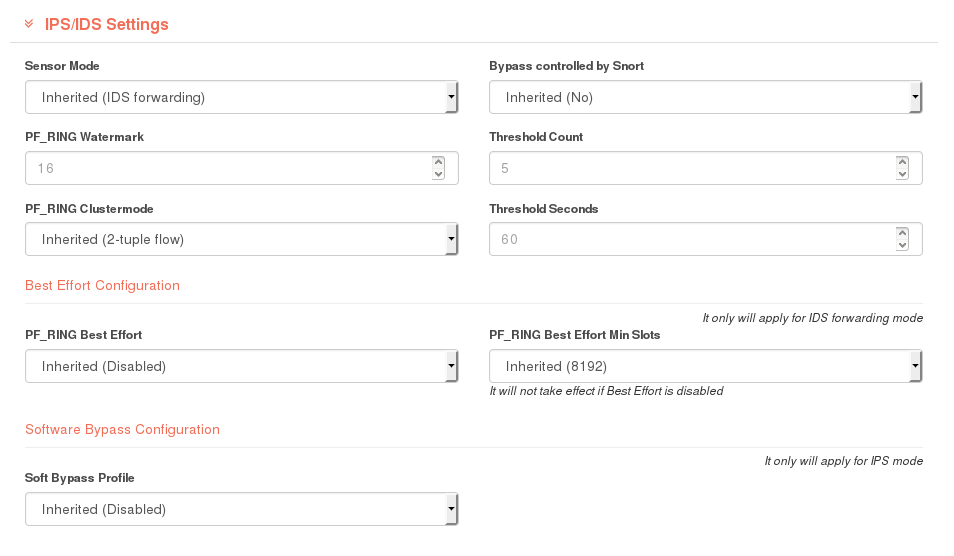 IPS/IDS Settings
Sensor Mode
Bypass controlled by Snort
Inherited (IDS forwarding)
Inherited (No)
PF_RING Watermark
Threshold Count
16
5
PF_RING Clustermode
Threshold Seconds
Inherited (2-tuple flow)
60
Best Effort Configuration
It only will apply for IDS forwarding mode
PF_RING Best Effort
PF_RING Best Effort Min Slots
Inherited (Disabled)
Inherited (8192)
It will not take effect if Best Effort is disabled
Software Bypass Configuration
It only will apply for IPS mode
Soft Bypass Profile
Inherited (Disabled)